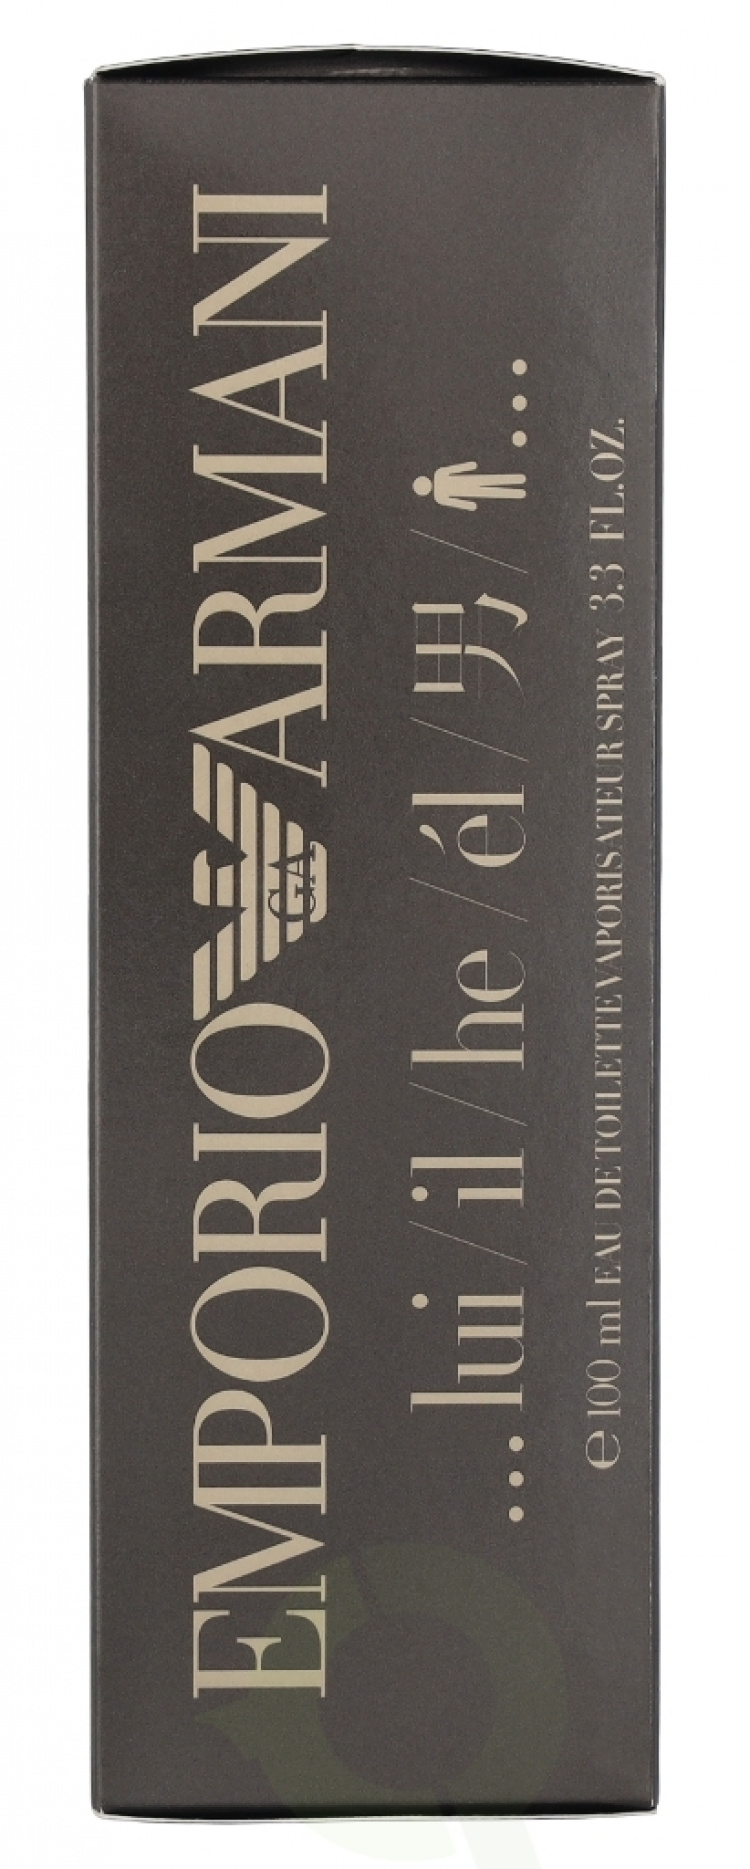 EMPORIO GA ARMANI
...lui/il/he/él/男/...
℮ 100 ml EAU DE TOILETTE VAPORISATEUR SPRAY 3.3 FL.OZ.